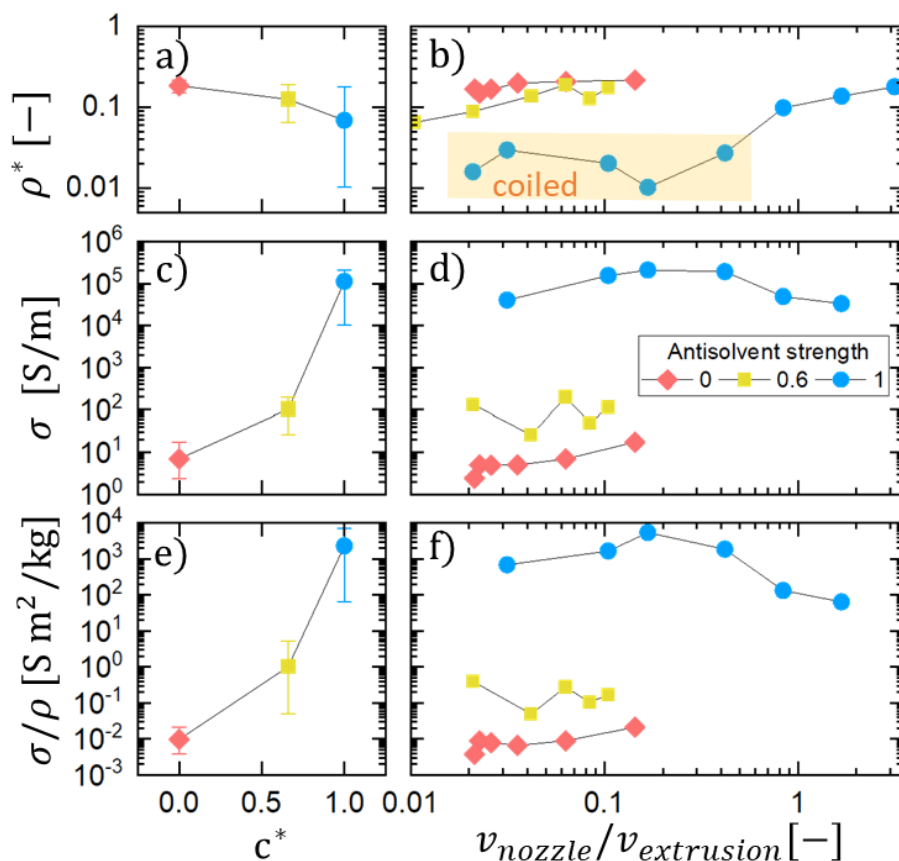 a)
b)
ρ* [−]
1
0.1
0.01
coiled
c)
d)
σ [S/m]
10⁶
10⁵
10⁴
10³
10²
10¹
10⁰
Antisolvent strength
0 0.6 1
e)
f)
σ/ρ [S m²/kg]
10⁴
10³
10²
10¹
10⁰
10⁻¹
10⁻²
10⁻³
0.0 0.5 1.0 0.01 0.1 1
c* v_nozzle/v_extrusion[−]